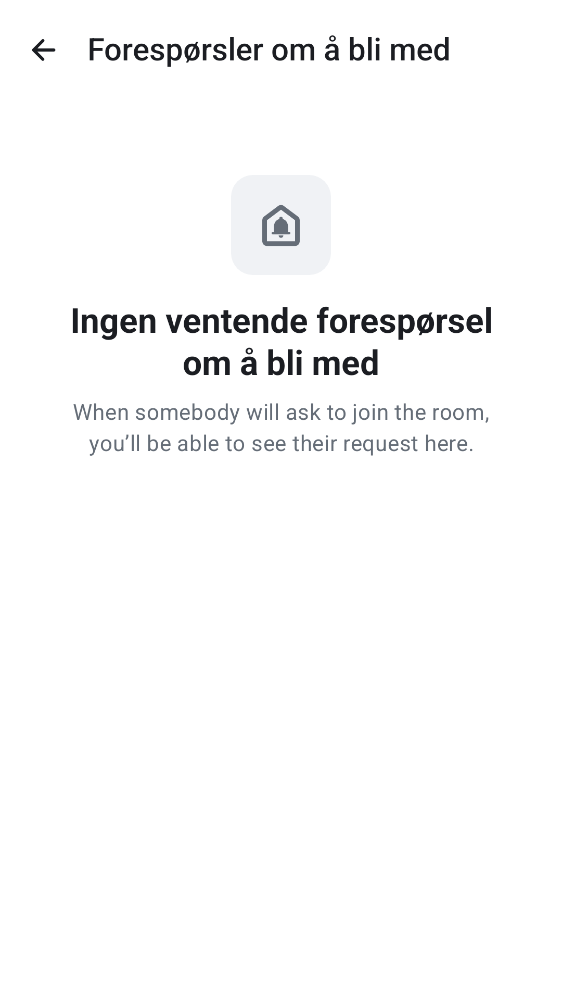 Forespørsler om å bli med
Ingen ventende forespørsel
om å bli med
When somebody will ask to join the room,
you’ll be able to see their request here.